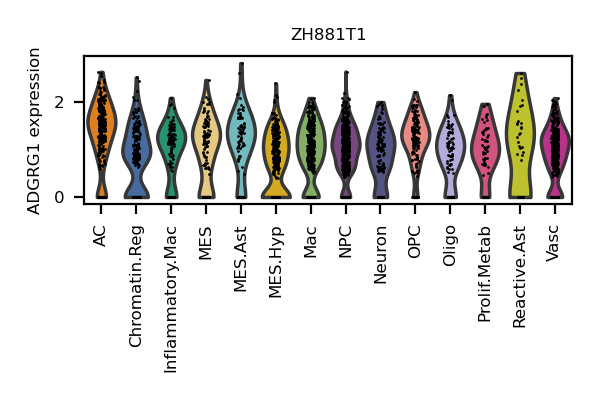 ZH881T1
ADGRG1 expression
2
0
AC
Chromatin.Reg
Inflammatory.Mac
MES
MES.Ast
MES.Hyp
Mac
NPC
Neuron
OPC
Oligo
Prolif.Metab
Reactive.Ast
Vasc